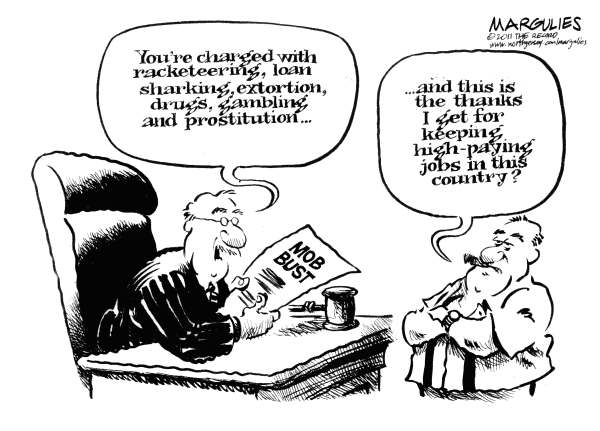 MARGULIES
©2011 THE RECORD
www.northjersey.com/margulies
You're charged with
racketeering, loan
sharking, extortion,
drugs, gambling
and prostitution...
...and this is
the thanks
I get for
keeping
high-paying
jobs in this
country?
MOB
BUST